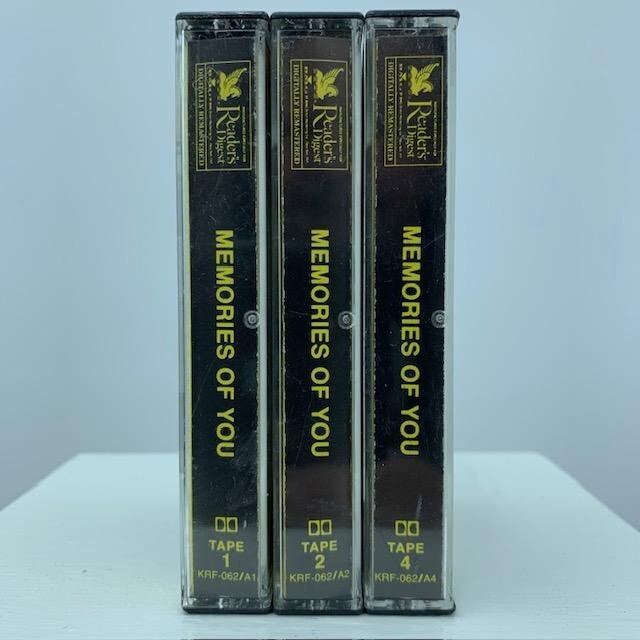 Reader's
Digest
DIGITALLY REMASTERED
MEMORIES OF YOU
TAPE
1
KRF-062/A1
Reader's
Digest
DIGITALLY REMASTERED
MEMORIES OF YOU
TAPE
2
KRF-062/A2
Reader's
Digest
DIGITALLY REMASTERED
MEMORIES OF YOU
TAPE
4
KRF-062/A4